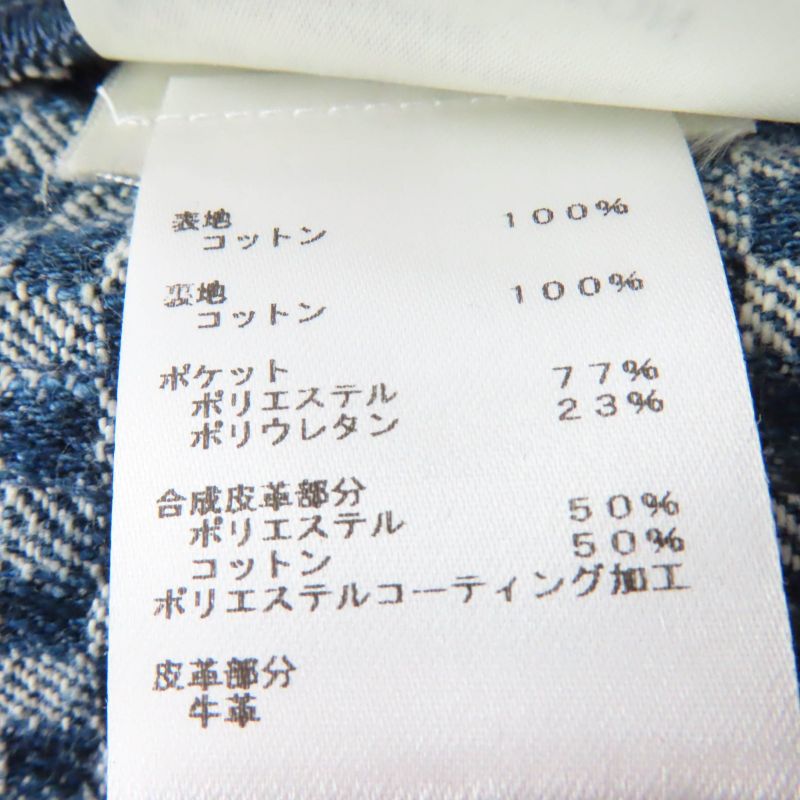 表地
コットン 100%
裏地
コットン 100%
ポケット
ポリエステル 77%
ポリウレタン 23%
合成皮革部分
ポリエステル 50%
コットン 50%
ポリエステルコーティング加工
皮革部分
牛革